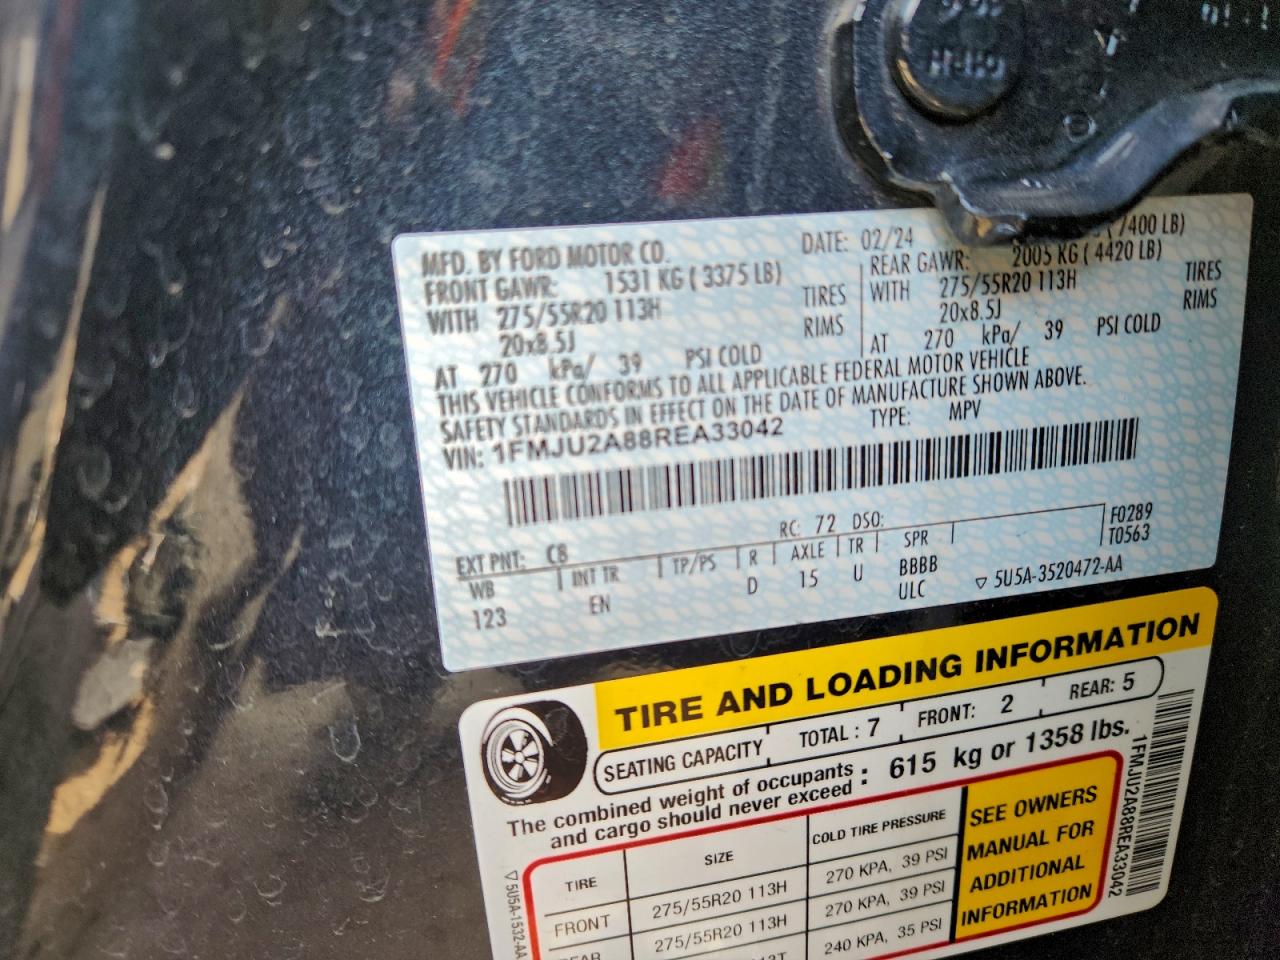 MFD. BY FORD MOTOR CO.
DATE: 02/24
7400 LB)
FRONT GAWR: 1531 KG ( 3375 LB)
REAR GAWR: 2005 KG ( 4420 LB)
WITH 275/55R20 113H TIRES
WITH 275/55R20 113H TIRES
20x8.5J RIMS
20x8.5J RIMS
AT 270 kPa/ 39 PSI COLD
AT 270 kPa/ 39 PSI COLD
THIS VEHICLE CONFORMS TO ALL APPLICABLE FEDERAL MOTOR VEHICLE
SAFETY STANDARDS IN EFFECT ON THE DATE OF MANUFACTURE SHOWN ABOVE.
VIN: 1FMJU2A88REA33042
TYPE: MPV
EXT PNT: C8
RC: 72 DSO:
WB INT TR TP/PS R AXLE TR SPR
F0289
T0563
123 EN D 15 U BBBB
ULC
▽ 5U5A-3520472-AA
TIRE AND LOADING INFORMATION
SEATING CAPACITY TOTAL : 7 FRONT: 2 REAR: 5
The combined weight of occupants
and cargo should never exceed : 615 kg or 1358 lbs.
TIRE SIZE COLD TIRE PRESSURE
FRONT 275/55R20 113H 270 KPA, 39 PSI
REAR 275/55R20 113H 270 KPA, 39 PSI
240 KPA, 35 PSI
SEE OWNERS
MANUAL FOR
ADDITIONAL
INFORMATION
1FMJU2A88REA33042
▽ 5U5A-1532-AA